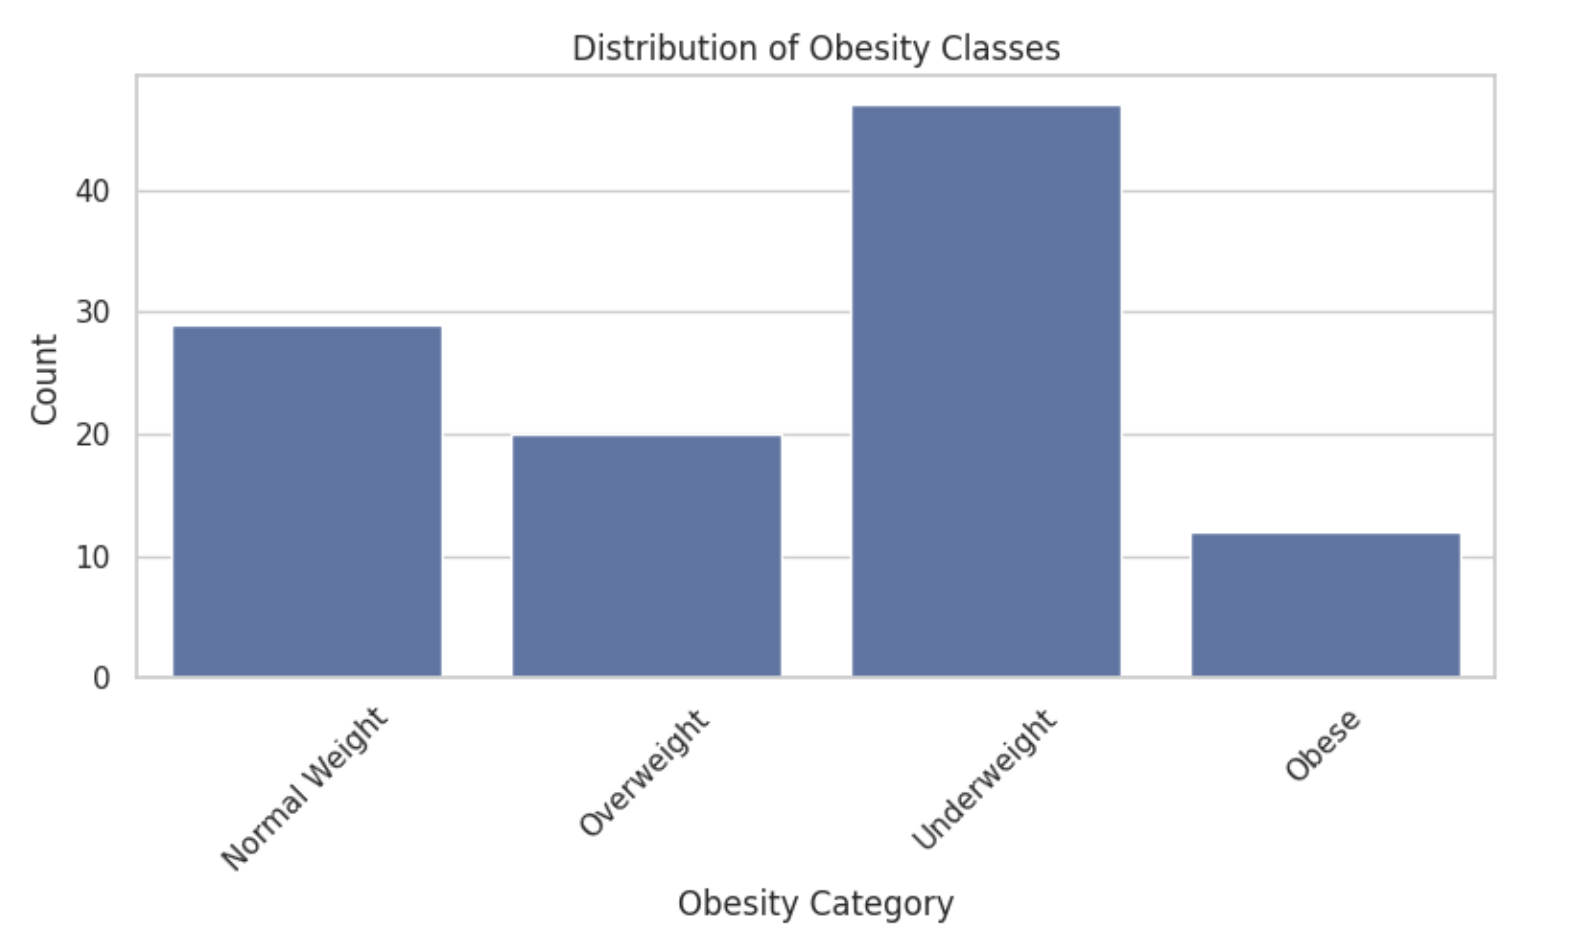 Distribution of Obesity Classes
Count
40
30
20
10
0
Normal Weight
Overweight
Underweight
Obese
Obesity Category